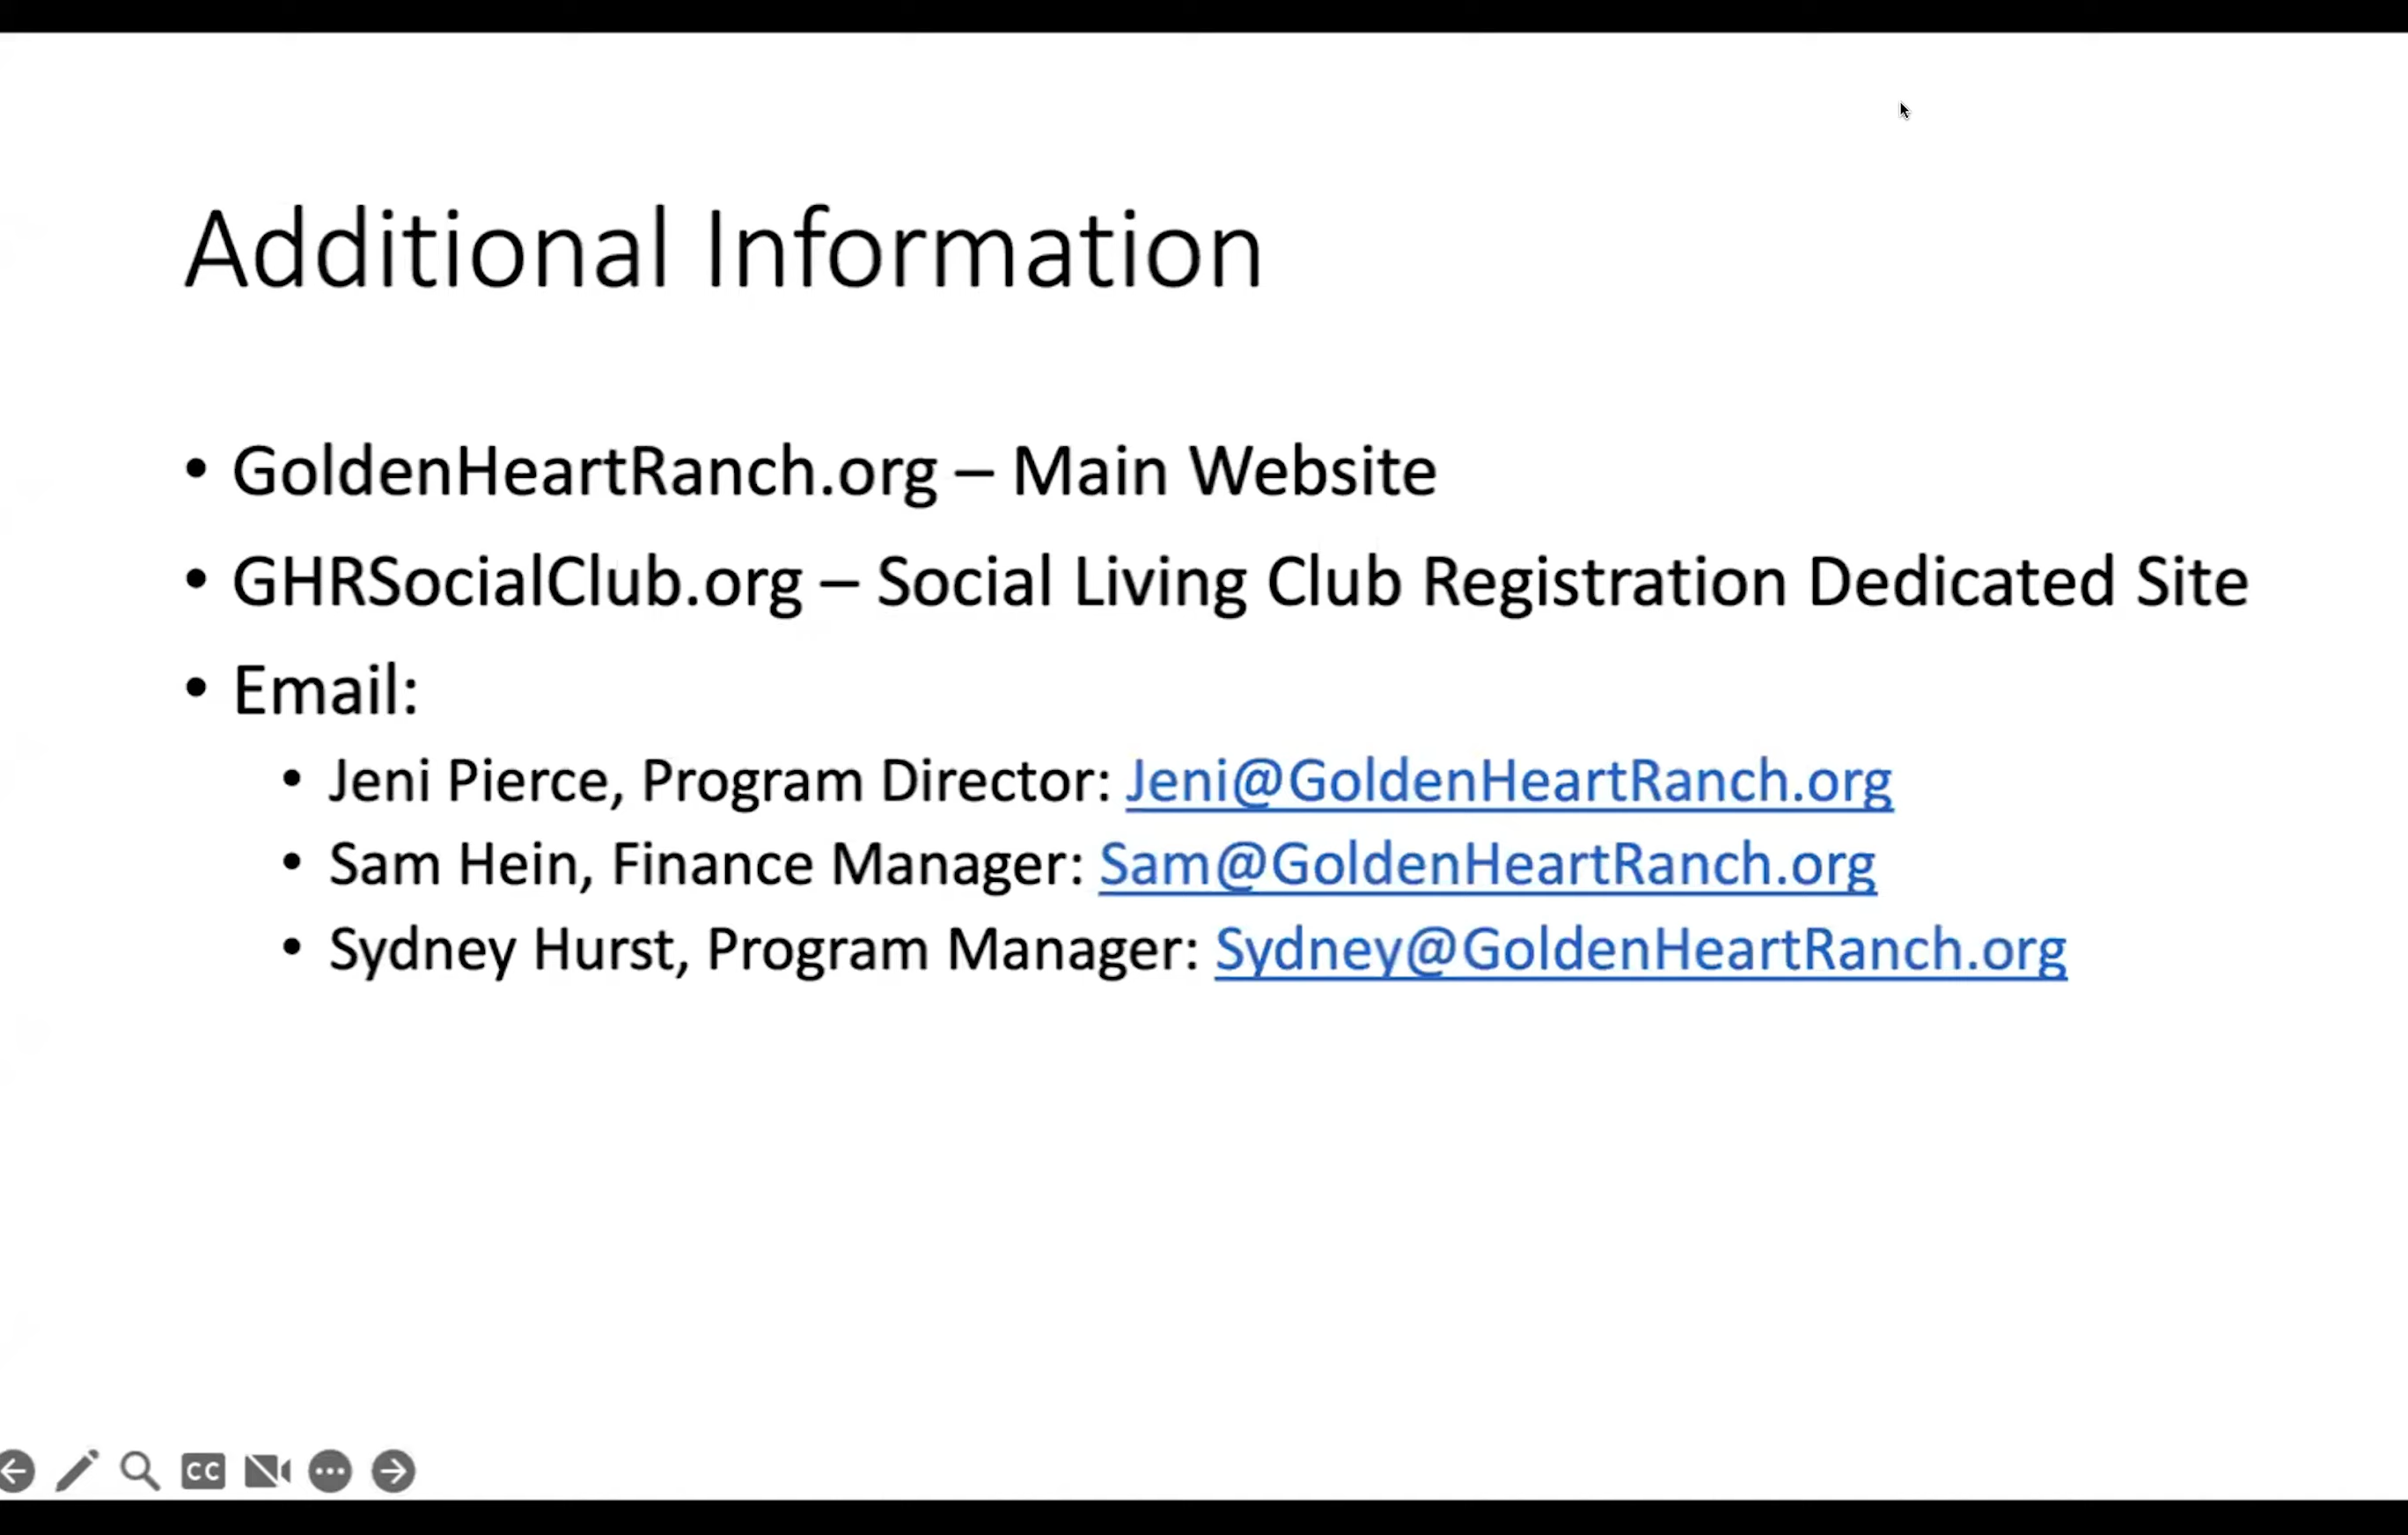 Additional Information
• GoldenHeartRanch.org – Main Website
• GHRSocialClub.org – Social Living Club Registration Dedicated Site
• Email:
• Jeni Pierce, Program Director: Jeni@GoldenHeartRanch.org
• Sam Hein, Finance Manager: Sam@GoldenHeartRanch.org
• Sydney Hurst, Program Manager: Sydney@GoldenHeartRanch.org
CC